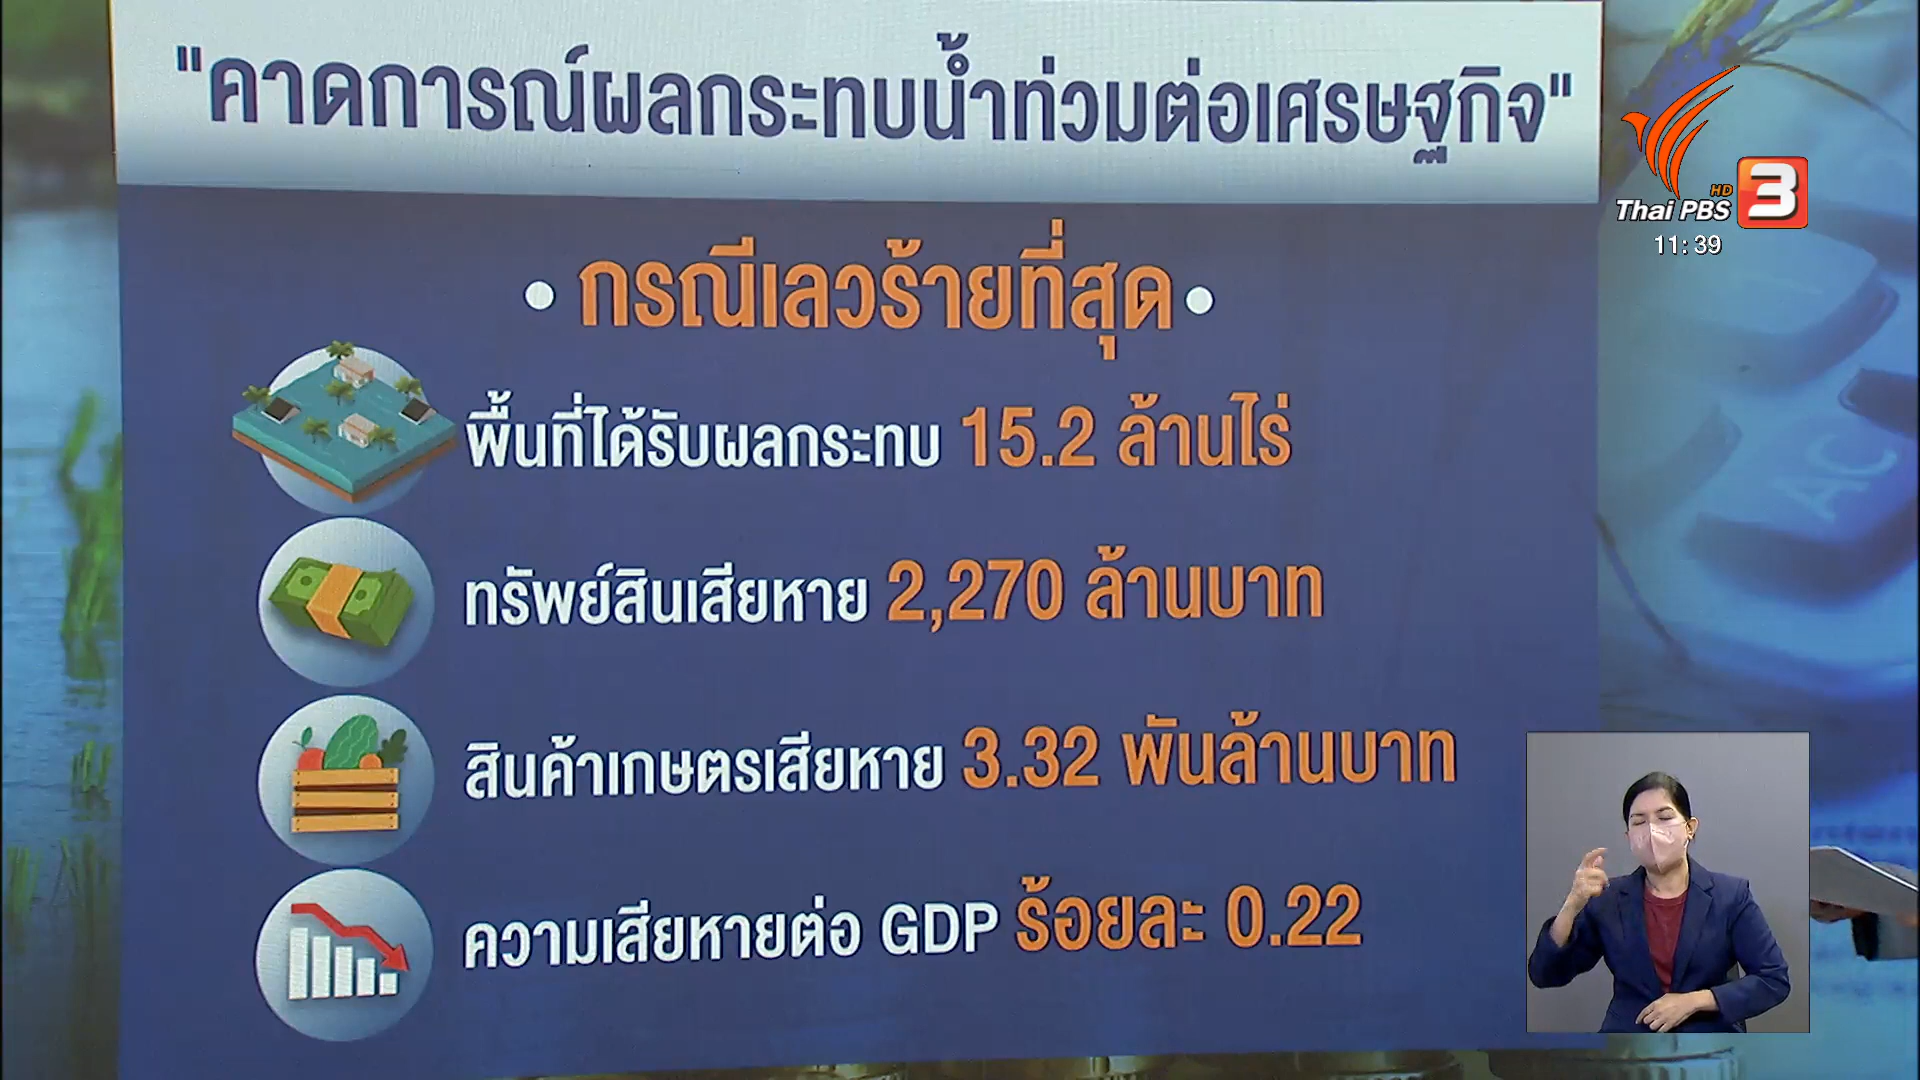 "คาดการณ์ผลกระทบน้ำท่วมต่อเศรษฐกิจ"
Thai PBS HD 3
11:39
• กรณีเลวร้ายที่สุด •
พื้นที่ได้รับผลกระทบ 15.2 ล้านไร่
ทรัพย์สินเสียหาย 2,270 ล้านบาท
สินค้าเกษตรเสียหาย 3.32 พันล้านบาท
ความเสียหายต่อ GDP ร้อยละ 0.22
AC